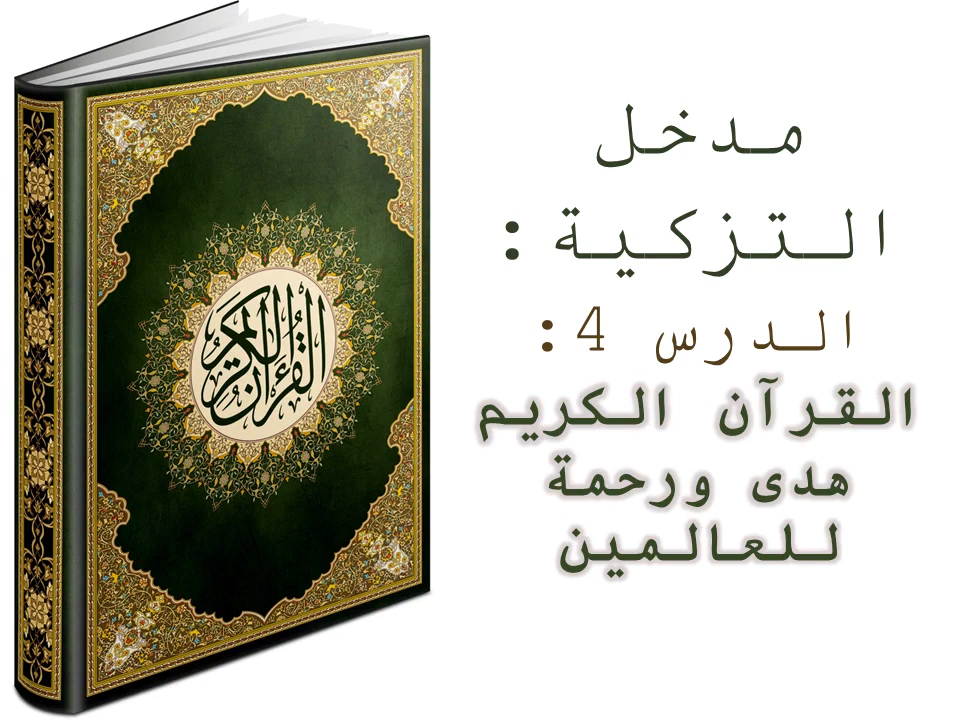 القرآن الكريم
مدخل
التزكية :
الدرس 4 :
القرآن الكريم
هدى ورحمة
للعالمين